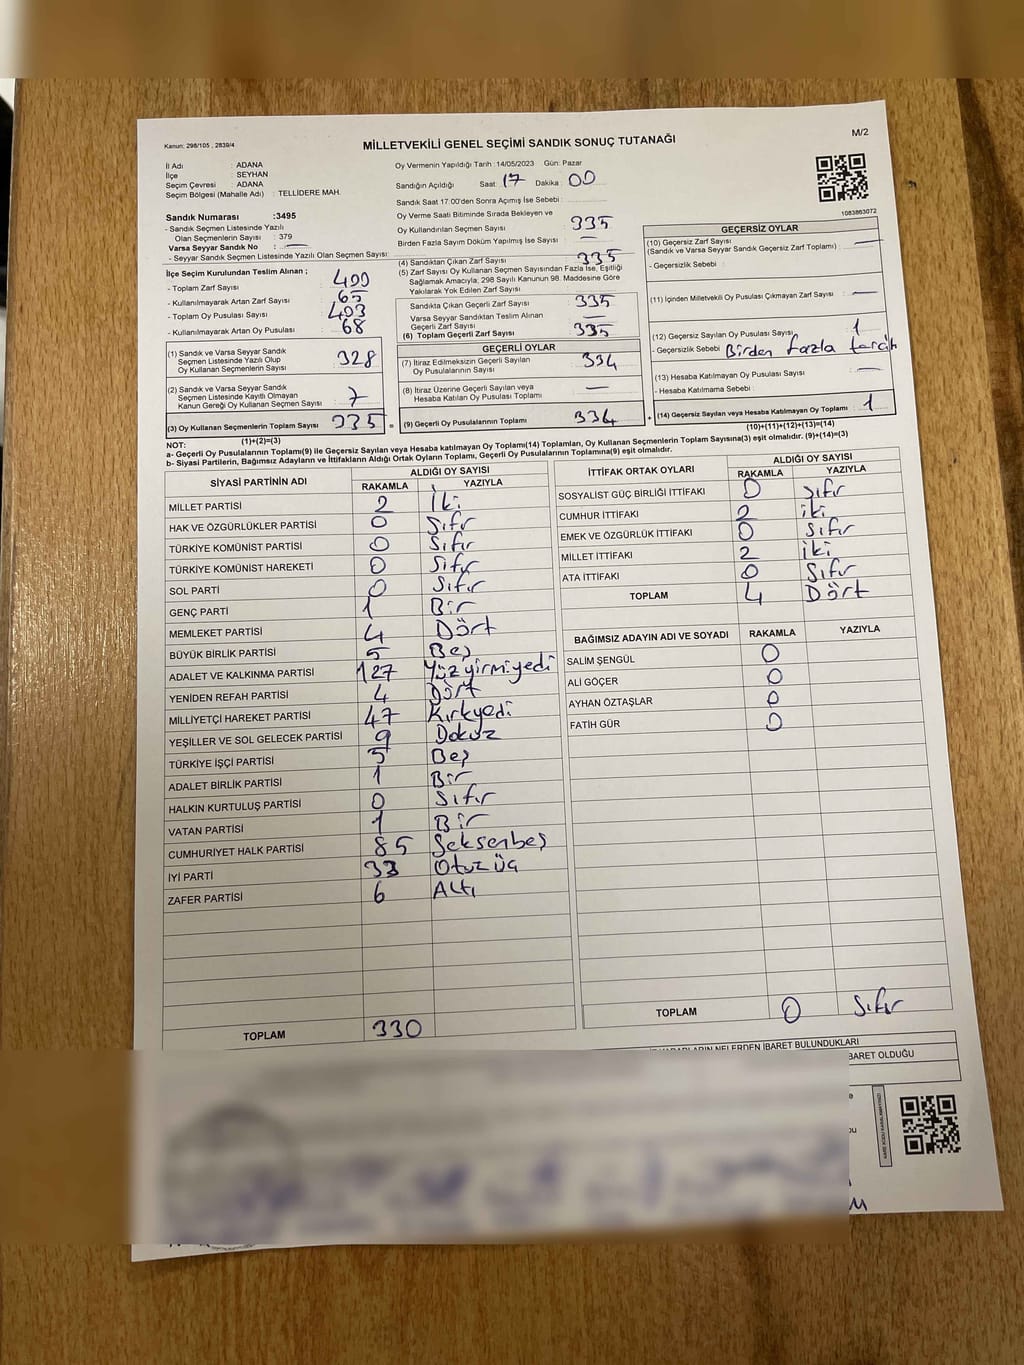 Kanun: 298/105 , 2839/4
MİLLETVEKİLİ GENEL SEÇİMİ SANDIK SONUÇ TUTANAĞI
M/2
İl Adı : ADANA
İlçe : SEYHAN
Seçim Çevresi : ADANA
Seçim Bölgesi (Mahalle Adı) : TELLİDERE MAH.
Sandık Numarası :3495
- Sandık Seçmen Listesinde Yazılı
Olan Seçmenlerin Sayısı : 379
Varsa Seyyar Sandık No : —
- Seyyar Sandık Seçmen Listesinde Yazılı Olan Seçmen Sayısı:
İlçe Seçim Kurulundan Teslim Alınan ;
- Toplam Zarf Sayısı 400
- Kullanılmayarak Artan Zarf Sayısı 65
- Toplam Oy Pusulası Sayısı 403
- Kullanılmayarak Artan Oy Pusulası 68
(1) Sandık ve Varsa Seyyar Sandık
Seçmen Listesinde Yazılı Olup
Oy Kullanan Seçmenlerin Sayısı 328
(2) Sandık ve Varsa Seyyar Sandık
Seçmen Listesinde Kayıtlı Olmayan
Kanun Gereği Oy Kullanan Seçmen Sayısı 7
(3) Oy Kullanan Seçmenlerin Toplam Sayısı 335 =
(1)+(2)=(3)
Oy Vermenin Yapıldığı Tarih : 14/05/2023 Gün: Pazar
Sandığın Açıldığı Saat: 17 Dakika : 00
Sandık Saat 17.00'den Sonra Açımış İse Sebebi :
Oy Verme Saati Bitiminde Sırada Bekleyen ve
Oy Kullandırılan Seçmen Sayısı 335
Birden Fazla Sayım Döküm Yapılmış İse Sayısı : —
(4) Sandıktan Çıkan Zarf Sayısı : 335
(5) Zarf Sayısı Oy Kullanan Seçmen Sayısından Fazla İse, Eşitliği
Sağlamak Amacıyla; 298 Sayılı Kanunun 98. Maddesine Göre
Yakılarak Yok Edilen Zarf Sayısı
Sandıkta Çıkan Geçerli Zarf Sayısı : 335
Varsa Seyyar Sandıktan Teslim Alınan
Geçerli Zarf Sayısı : —
(6) Toplam Geçerli Zarf Sayısı : 335
GEÇERLİ OYLAR
(7) İtiraz Edilmeksizin Geçerli Sayılan
Oy Pusulalarının Sayısı : 334
(8) İtiraz Üzerine Geçerli Sayılan veya
Hesaba Katılan Oy Pusulası Toplamı : —
(9) Geçerli Oy Pusulalarının Toplamı : 334 +
1083863072
GEÇERSİZ OYLAR
(10) Geçersiz Zarf Sayısı
(Sandık ve Varsa Seyyar Sandık Geçersiz Zarf Toplamı) : —
- Geçersizlik Sebebi :
(11) İçinden Milletvekili Oy Pusulası Çıkmayan Zarf Sayısı : —
(12) Geçersiz Sayılan Oy Pusulası Sayısı : 1
- Geçersizlik Sebebi : Birden fazla tercih
(13) Hesaba Katılmayan Oy Pusulası Sayısı : —
- Hesaba Katılmama Sebebi :
(14) Geçersiz Sayılan veya Hesaba Katılmayan Oy Toplamı : 1
(10)+(11)+(12)+(13)=(14)
NOT:
a- Geçerli Oy Pusulalarının Toplamı(9) ile Geçersiz Sayılan veya Hesaba katılmayan Oy Toplamı(14) Toplamları, Oy Kullanan Seçmenlerin Toplam Sayısına(3) eşit olmalıdır. (9)+(14)=(3)
b- Siyasi Partilerin, Bağımsız Adayların ve İttifakların Aldığı Ortak Oyların Toplamı, Geçerli Oy Pusulalarının Toplamına(9) eşit olmalıdır.
SİYASİ PARTİNİN ADI ALDIĞI OY SAYISI
RAKAMLA YAZIYLA
MİLLET PARTİSİ 2 İki
HAK VE ÖZGÜRLÜKLER PARTİSİ 0 Sıfır
TÜRKİYE KOMÜNİST PARTİSİ 0 Sıfır
TÜRKİYE KOMÜNİST HAREKETİ 0 Sıfır
SOL PARTİ 0 Sıfır
GENÇ PARTİ 1 Bir
MEMLEKET PARTİSİ 4 Dört
BÜYÜK BİRLİK PARTİSİ 5 Beş
ADALET VE KALKINMA PARTİSİ 127 Yüzyirmiyedi
YENİDEN REFAH PARTİSİ 4 Dört
MİLLİYETÇİ HAREKET PARTİSİ 47 Kırkyedi
YEŞİLLER VE SOL GELECEK PARTİSİ 9 Dokuz
TÜRKİYE İŞÇİ PARTİSİ 5 Beş
ADALET BİRLİK PARTİSİ 1 Bir
HALKIN KURTULUŞ PARTİSİ 0 Sıfır
VATAN PARTİSİ 1 Bir
CUMHURİYET HALK PARTİSİ 85 Seksenbeş
İYİ PARTİ 33 Otuzüç
ZAFER PARTİSİ 6 Altı
TOPLAM 330
İTTİFAK ORTAK OYLARI ALDIĞI OY SAYISI
RAKAMLA YAZIYLA
SOSYALİST GÜÇ BİRLİĞİ İTTİFAKI 0 sıfır
CUMHUR İTTİFAKI 2 iki
EMEK VE ÖZGÜRLÜK İTTİFAKI 0 Sıfır
MİLLET İTTİFAKI 2 iki
ATA İTTİFAKI 0 Sıfır
TOPLAM 4 Dört
BAĞIMSIZ ADAYIN ADI VE SOYADI RAKAMLA YAZIYLA
SALİM ŞENGÜL 0
ALİ GÖÇER 0
AYHAN ÖZTAŞLAR 0
FATİH GÜR 0
TOPLAM 0 Sıfır
NELERDEN İBARET BULUNDUKLARI
BARET OLDUĞU